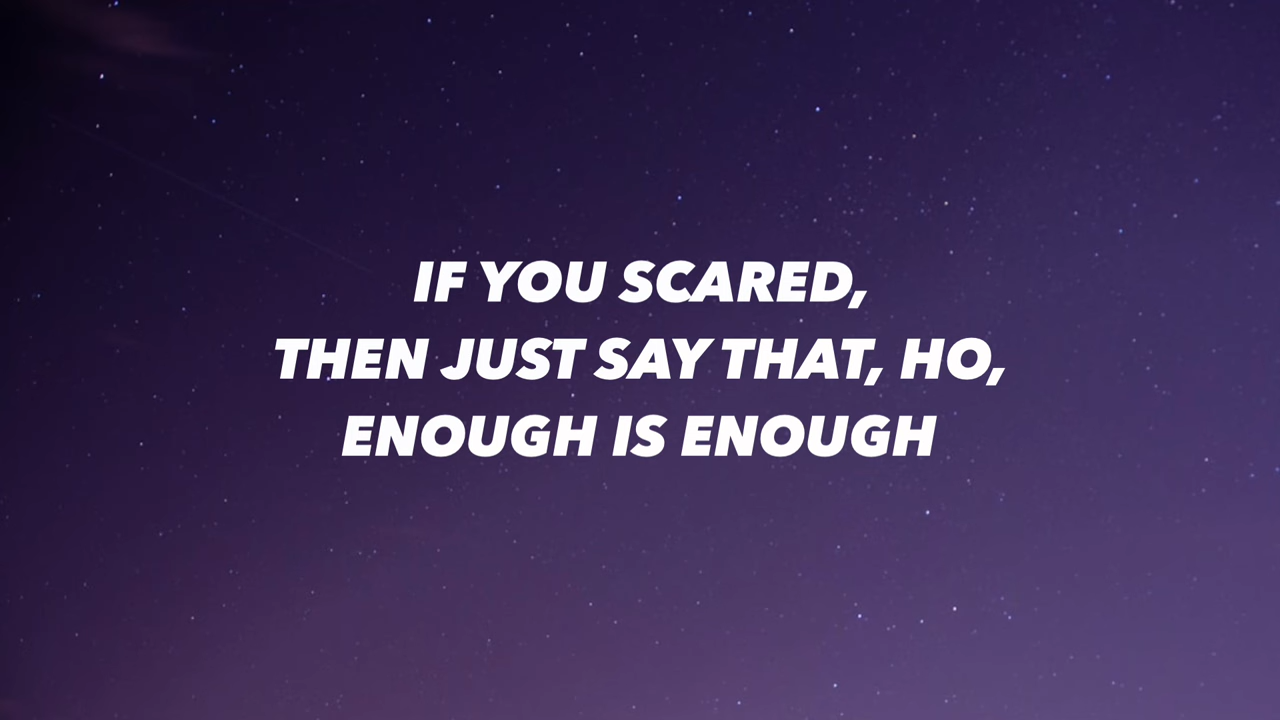 IF YOU SCARED,
THEN JUST SAY THAT, HO,
ENOUGH IS ENOUGH